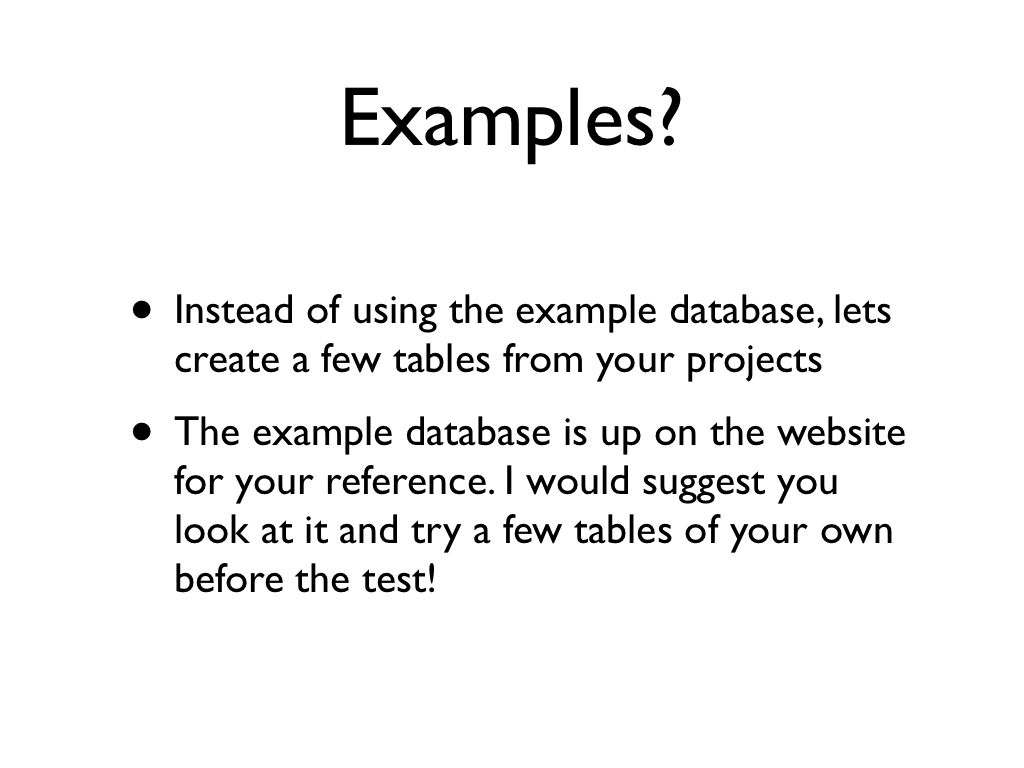 Examples?
• Instead of using the example database, lets
create a few tables from your projects
• The example database is up on the website
for your reference. I would suggest you
look at it and try a few tables of your own
before the test!